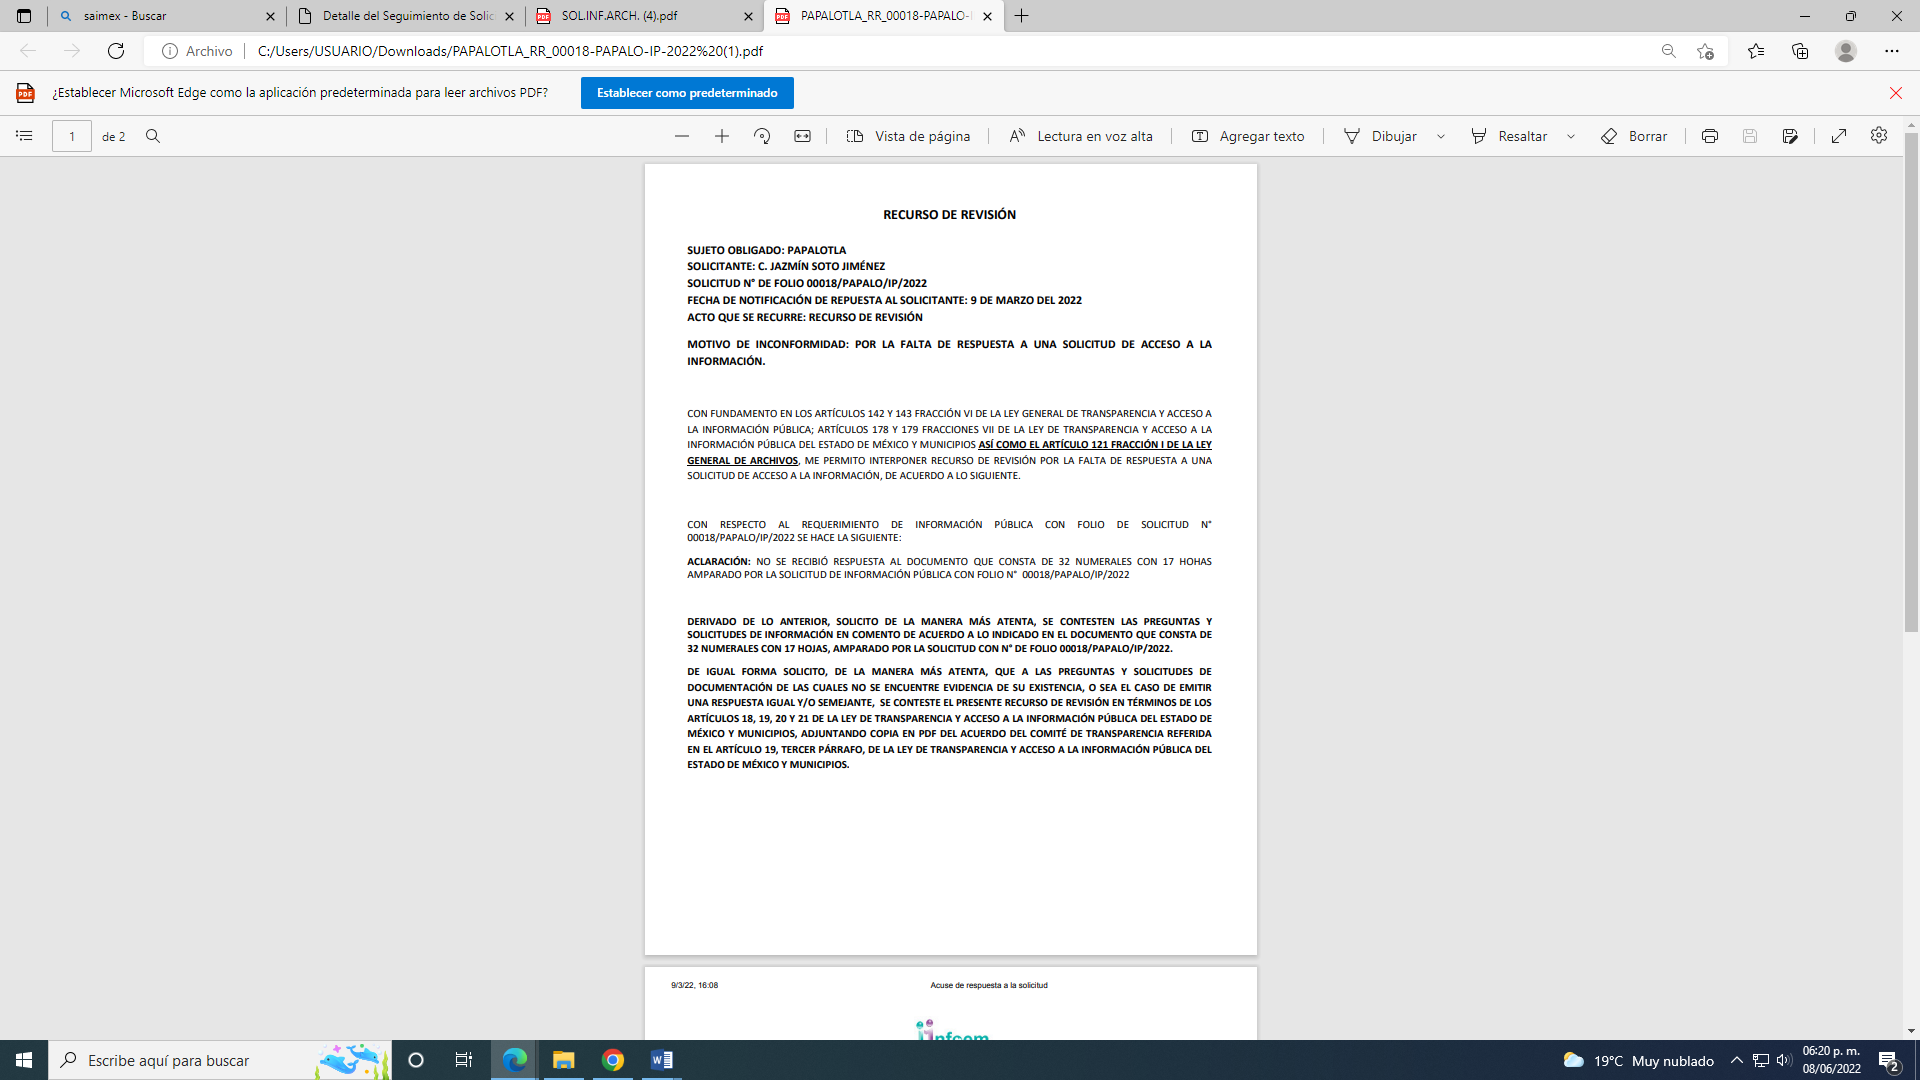 saimex - Buscar
Detalle del Seguimiento de Solic
SOL.INF.ARCH. (4).pdf
PAPALOTLA_RR_00018-PAPALO-I
Archivo
C:/Users/USUARIO/Downloads/PAPALOTLA_RR_00018-PAPALO-IP-2022%20(1).pdf
¿Establecer Microsoft Edge como la aplicación predeterminada para leer archivos PDF?
Establecer como predeterminado
1 de 2
Vista de página
Lectura en voz alta
Agregar texto
Dibujar
Resaltar
Borrar
RECURSO DE REVISIÓN
SUJETO OBLIGADO: PAPALOTLA
SOLICITANTE: C. JAZMÍN SOTO JIMÉNEZ
SOLICITUD N° DE FOLIO 00018/PAPALO/IP/2022
FECHA DE NOTIFICACIÓN DE REPUESTA AL SOLICITANTE: 9 DE MARZO DEL 2022
ACTO QUE SE RECURRE: RECURSO DE REVISIÓN
MOTIVO DE INCONFORMIDAD: POR LA FALTA DE RESPUESTA A UNA SOLICITUD DE ACCESO A LA
INFORMACIÓN.
CON FUNDAMENTO EN LOS ARTÍCULOS 142 Y 143 FRACCIÓN VI DE LA LEY GENERAL DE TRANSPARENCIA Y ACCESO A
LA INFORMACIÓN PÚBLICA; ARTÍCULOS 178 Y 179 FRACCIONES VII DE LA LEY DE TRANSPARENCIA Y ACCESO A LA
INFORMACIÓN PÚBLICA DEL ESTADO DE MÉXICO Y MUNICIPIOS ASÍ COMO EL ARTÍCULO 121 FRACCIÓN I DE LA LEY
GENERAL DE ARCHIVOS, ME PERMITO INTERPONER RECURSO DE REVISIÓN POR LA FALTA DE RESPUESTA A UNA
SOLICITUD DE ACCESO A LA INFORMACIÓN, DE ACUERDO A LO SIGUIENTE.
CON RESPECTO AL REQUERIMIENTO DE INFORMACIÓN PÚBLICA CON FOLIO DE SOLICITUD N°
00018/PAPALO/IP/2022 SE HACE LA SIGUIENTE:
ACLARACIÓN: NO SE RECIBIÓ RESPUESTA AL DOCUMENTO QUE CONSTA DE 32 NUMERALES CON 17 HOHAS
AMPARADO POR LA SOLICITUD DE INFORMACIÓN PÚBLICA CON FOLIO N° 00018/PAPALO/IP/2022
DERIVADO DE LO ANTERIOR, SOLICITO DE LA MANERA MÁS ATENTA, SE CONTESTEN LAS PREGUNTAS Y
SOLICITUDES DE INFORMACIÓN EN COMENTO DE ACUERDO A LO INDICADO EN EL DOCUMENTO QUE CONSTA DE
32 NUMERALES CON 17 HOJAS, AMPARADO POR LA SOLICITUD CON N° DE FOLIO 00018/PAPALO/IP/2022.
DE IGUAL FORMA SOLICITO, DE LA MANERA MÁS ATENTA, QUE A LAS PREGUNTAS Y SOLICITUDES DE
DOCUMENTACIÓN DE LAS CUALES NO SE ENCUENTRE EVIDENCIA DE SU EXISTENCIA, O SEA EL CASO DE EMITIR
UNA RESPUESTA IGUAL Y/O SEMEJANTE, SE CONTESTE EL PRESENTE RECURSO DE REVISIÓN EN TÉRMINOS DE LOS
ARTÍCULOS 18, 19, 20 Y 21 DE LA LEY DE TRANSPARENCIA Y ACCESO A LA INFORMACIÓN PÚBLICA DEL ESTADO DE
MÉXICO Y MUNICIPIOS, ADJUNTANDO COPIA EN PDF DEL ACUERDO DEL COMITÉ DE TRANSPARENCIA REFERIDA
EN EL ARTÍCULO 19, TERCER PÁRRAFO, DE LA LEY DE TRANSPARENCIA Y ACCESO A LA INFORMACIÓN PÚBLICA DEL
ESTADO DE MÉXICO Y MUNICIPIOS.
9/3/22, 16:08
Acuse de respuesta a la solicitud
infoem
Escribe aquí para buscar
19°C Muy nublado
06:20 p. m.
08/06/2022
2